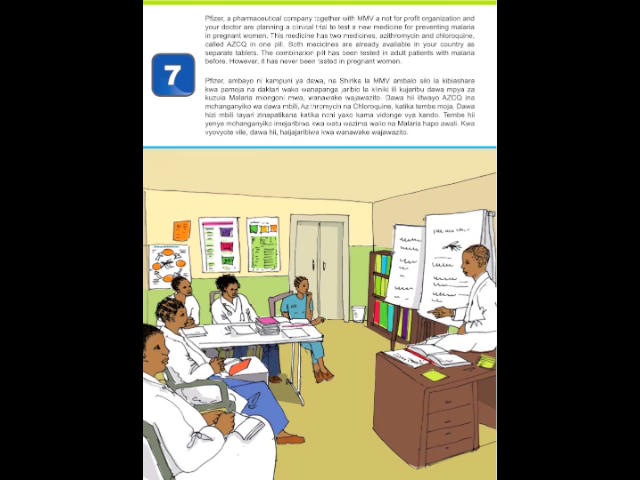 Pfizer, a pharmaceutical company together with MMV a not for profit organization and
your doctor are planning a clinical trial to test a new medicine for preventing malaria
in pregnant women. This medicine has two medicines, azithromycin and chloroquine,
called AZCQ in one pill. Both medicines are already available in your country as
separate tablets. The combination pill has been tested in adult patients with malaria
before. However, it has never been tested in pregnant women.
7
Pfizer, ambayo ni kampuni ya dawa, na Shirika la MMV ambalo silo la kibiashara
kwa pamoja na daktari wako wanapanga jaribio la kliniki ili kujaribu dawa mpya za
kuzuia Malaria miongoni mwa, wanawake wajawazito. Dawa hii iitwayo AZCQ ina
mchanganyiko wa dawa mbili, Azithromycin na Chloroquine, katika tembe moja. Dawa
hizi mbili tayari zinapatikana katika nchi yako kama vidonge vya kando. Tembe hii
yenye mchanganyiko imejaribiwa kwa watu wazima walio na Malaria hapo awali. Kwa
vyovyote vile, dawa hii, haijajaribiwa kwa wanawake wajawazito.